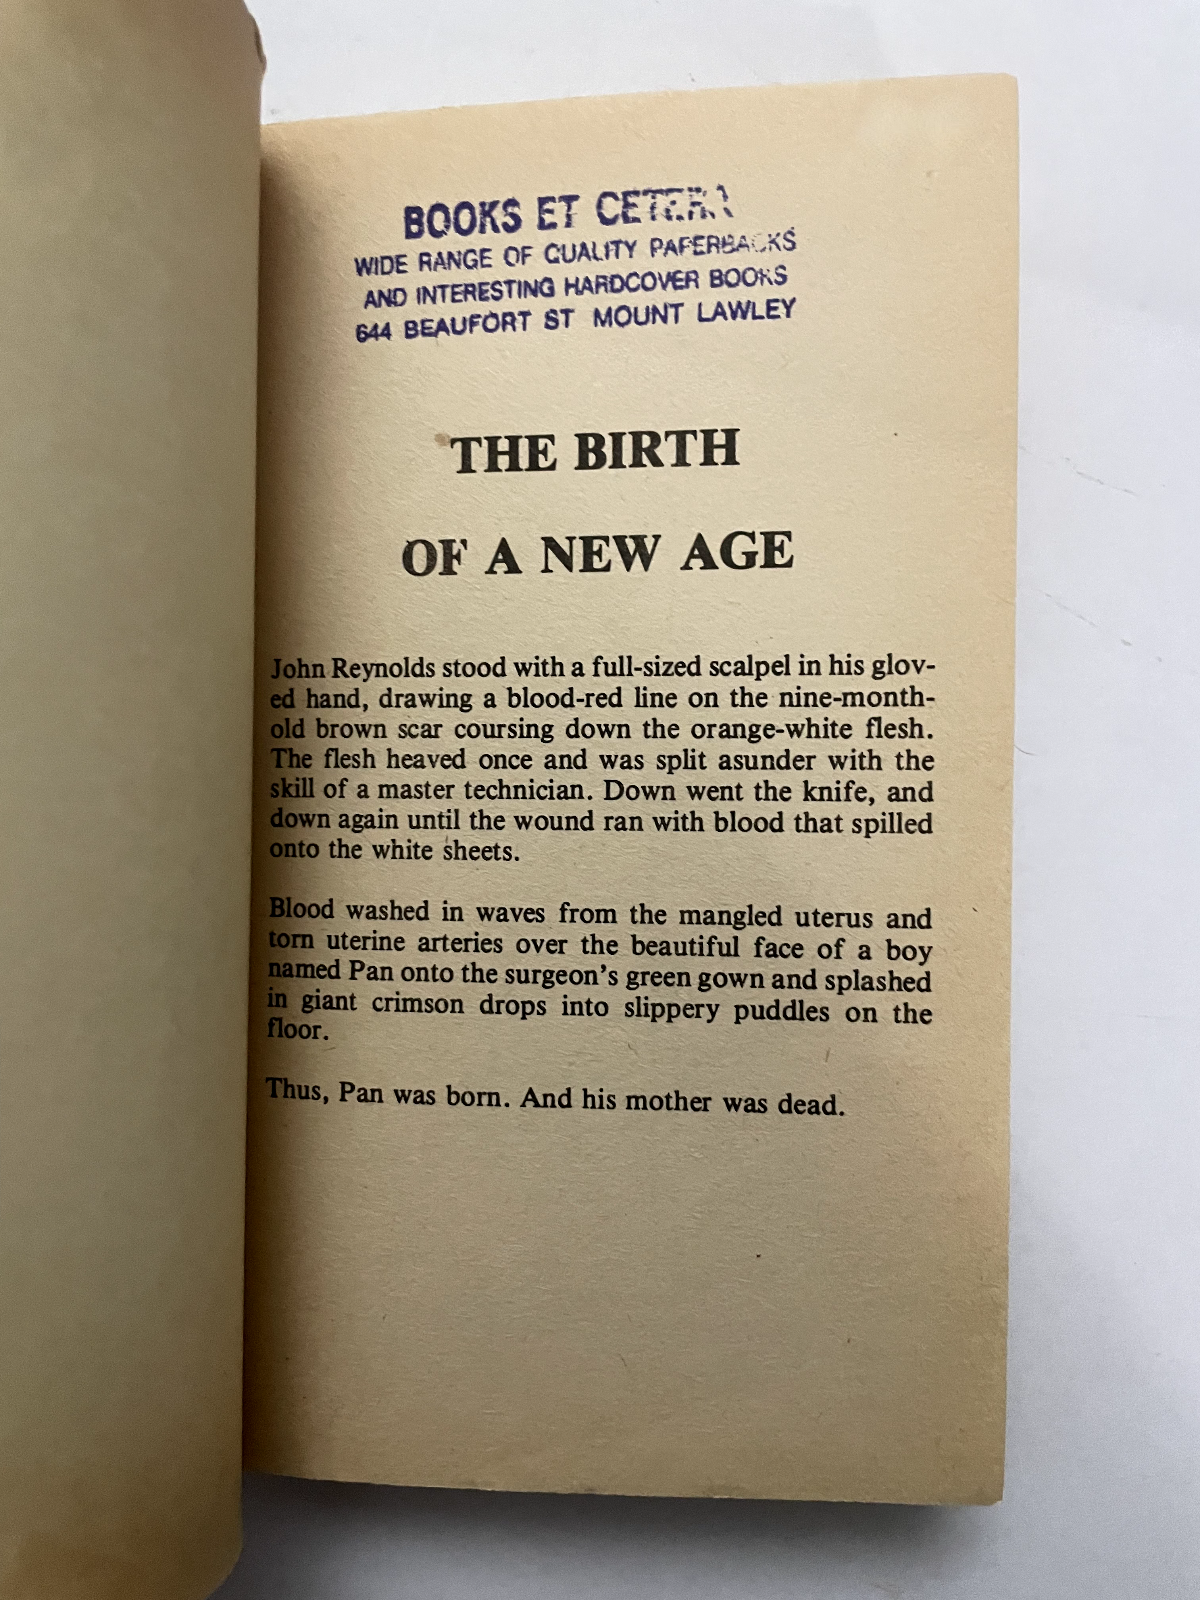 BOOKS ET CETERA
WIDE RANGE OF QUALITY PAPERBACKS
AND INTERESTING HARDCOVER BOOKS
644 BEAUFORT ST MOUNT LAWLEY
THE BIRTH
OF A NEW AGE
John Reynolds stood with a full-sized scalpel in his glov-
ed hand, drawing a blood-red line on the nine-month-
old brown scar coursing down the orange-white flesh.
The flesh heaved once and was split asunder with the
skill of a master technician. Down went the knife, and
down again until the wound ran with blood that spilled
onto the white sheets.
Blood washed in waves from the mangled uterus and
torn uterine arteries over the beautiful face of a boy
named Pan onto the surgeon's green gown and splashed
in giant crimson drops into slippery puddles on the
floor.
Thus, Pan was born. And his mother was dead.